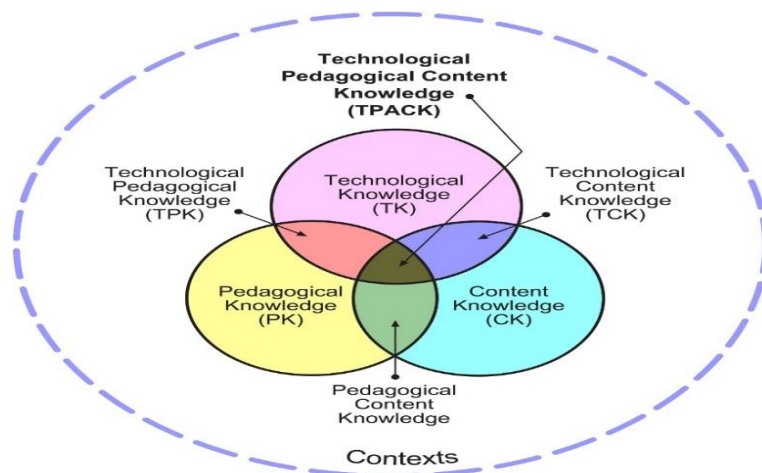 Technological
Pedagogical Content
Knowledge
(TPACK)
Technological
Pedagogical
Knowledge
(TPK)
Technological
Knowledge
(TK)
Technological
Content
Knowledge
(TCK)
Pedagogical
Knowledge
(PK)
Content
Knowledge
(CK)
Pedagogical
Content
Knowledge
Contexts